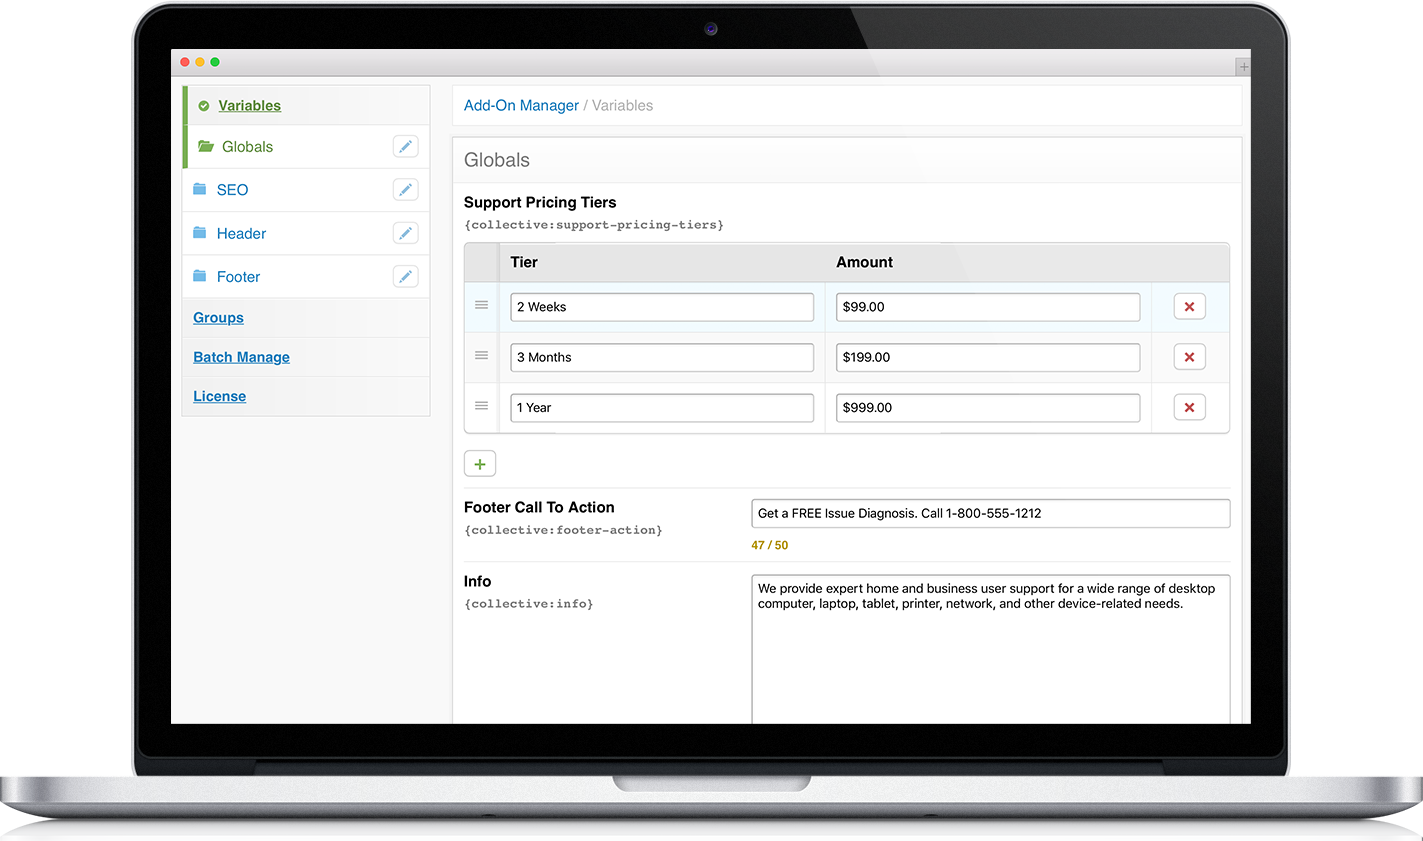 Variables
Globals
SEO
Header
Footer
Groups
Batch Manage
License
Add-On Manager / Variables
Globals
Support Pricing Tiers
{collective:support-pricing-tiers}
Tier Amount
2 Weeks $99.00
3 Months $199.00
1 Year $999.00
Footer Call To Action
{collective:footer-action}
Get a FREE Issue Diagnosis. Call 1-800-555-1212
47 / 50
Info
{collective:info}
We provide expert home and business user support for a wide range of desktop
computer, laptop, tablet, printer, network, and other device-related needs.